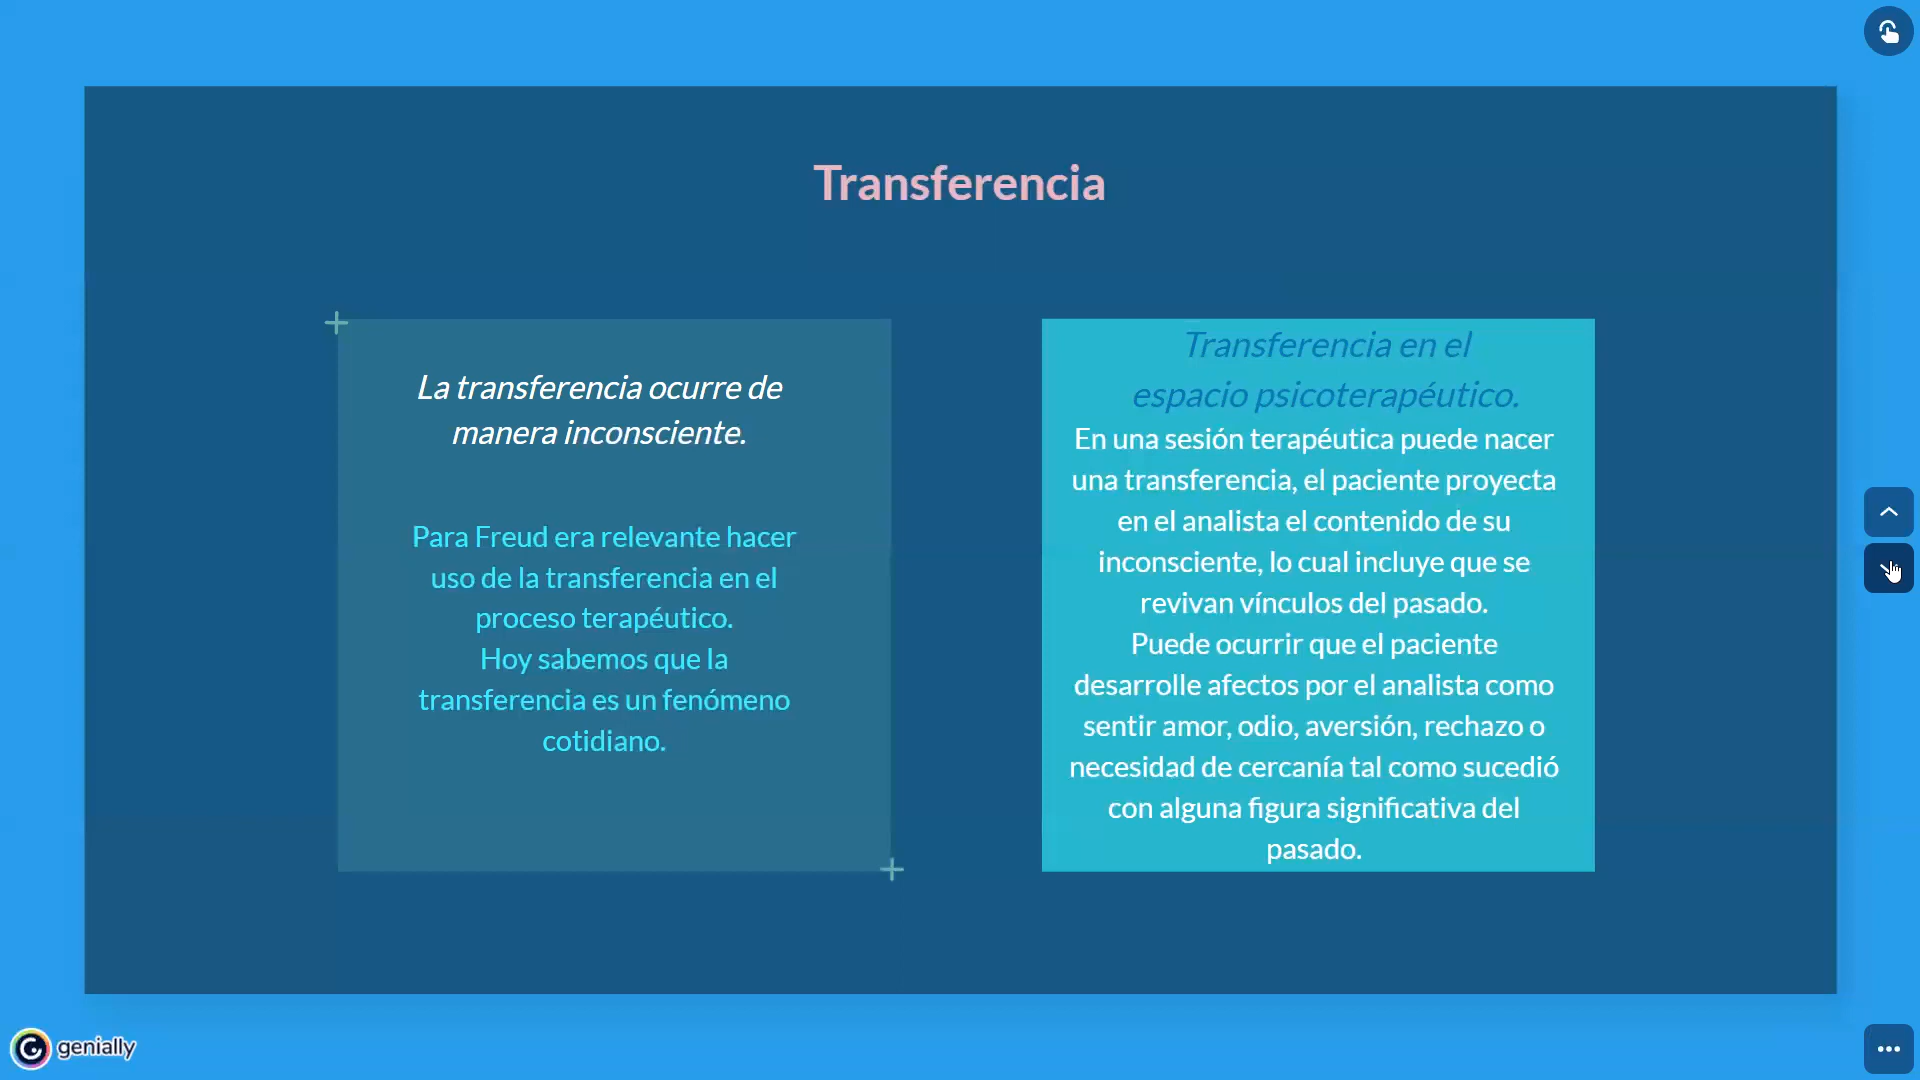 Transferencia
La transferencia ocurre de
manera inconsciente.
Para Freud era relevante hacer
uso de la transferencia en el
proceso terapéutico.
Hoy sabemos que la
transferencia es un fenómeno
cotidiano.
Transferencia en el
espacio psicoterapéutico.
En una sesión terapéutica puede nacer
una transferencia, el paciente proyecta
en el analista el contenido de su
inconsciente, lo cual incluye que se
revivan vínculos del pasado.
Puede ocurrir que el paciente
desarrolle afectos por el analista como
sentir amor, odio, aversión, rechazo o
necesidad de cercanía tal como sucedió
con alguna figura significativa del
pasado.
genially